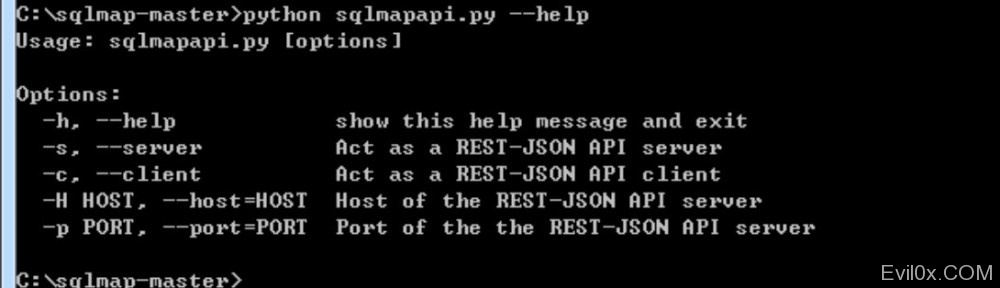 C:\sqlmap-master>python sqlmapapi.py --help
Usage: sqlmapapi.py [options]
Options:
-h, --help show this help message and exit
-s, --server Act as a REST-JSON API server
-c, --client Act as a REST-JSON API client
-H HOST, --host=HOST Host of the REST-JSON API server
-p PORT, --port=PORT Port of the the REST-JSON API server
C:\sqlmap-master>
Evil0x.COM